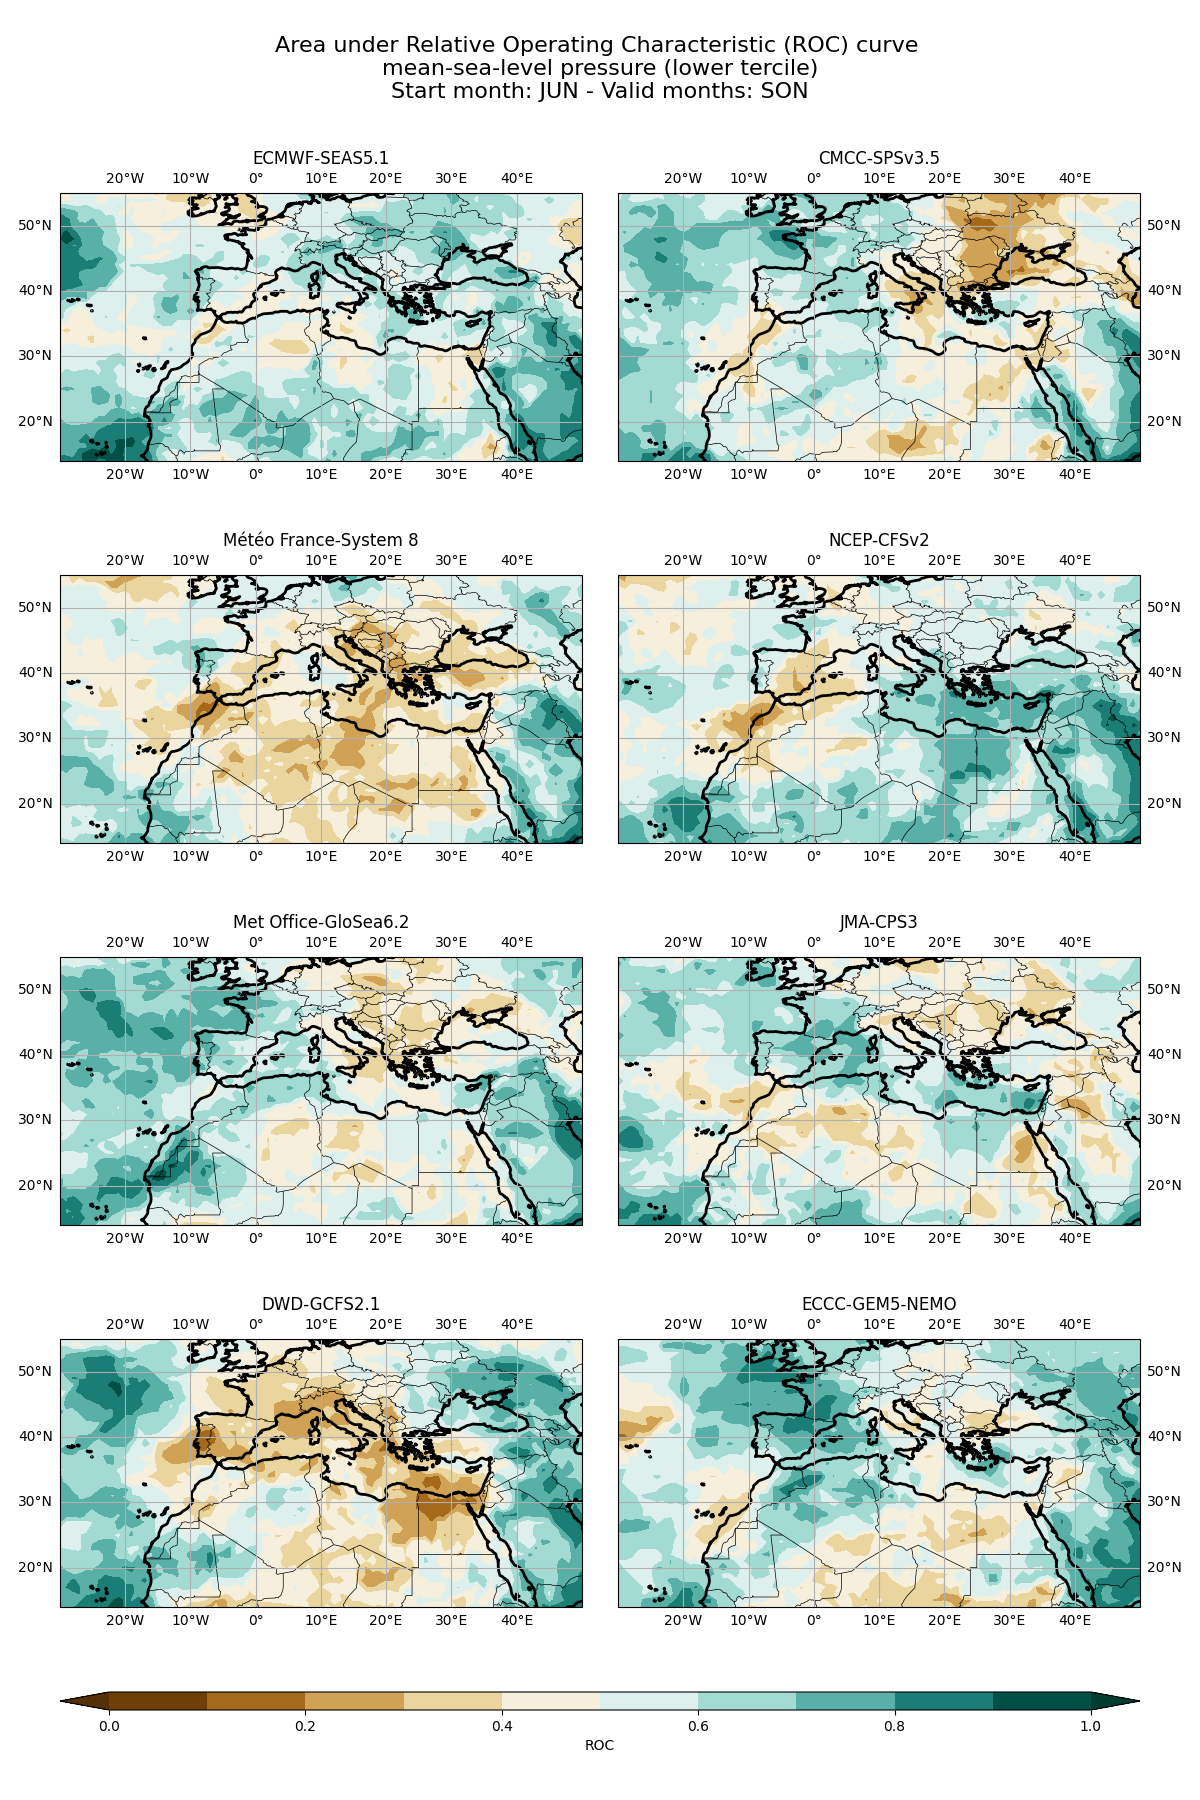 Area under Relative Operating Characteristic (ROC) curve
mean-sea-level pressure (lower tercile)
Start month: JUN - Valid months: SON
ECMWF-SEAS5.1
CMCC-SPSv3.5
20°W 10°W 0° 10°E 20°E 30°E 40°E
20°W 10°W 0° 10°E 20°E 30°E 40°E
50°N
50°N
40°N
40°N
30°N
30°N
20°N
20°N
20°W 10°W 0° 10°E 20°E 30°E 40°E
20°W 10°W 0° 10°E 20°E 30°E 40°E
Météo France-System 8
NCEP-CFSv2
20°W 10°W 0° 10°E 20°E 30°E 40°E
20°W 10°W 0° 10°E 20°E 30°E 40°E
50°N
50°N
40°N
40°N
30°N
30°N
20°N
20°N
20°W 10°W 0° 10°E 20°E 30°E 40°E
20°W 10°W 0° 10°E 20°E 30°E 40°E
Met Office-GloSea6.2
JMA-CPS3
20°W 10°W 0° 10°E 20°E 30°E 40°E
20°W 10°W 0° 10°E 20°E 30°E 40°E
50°N
50°N
40°N
40°N
30°N
30°N
20°N
20°N
20°W 10°W 0° 10°E 20°E 30°E 40°E
20°W 10°W 0° 10°E 20°E 30°E 40°E
DWD-GCFS2.1
ECCC-GEM5-NEMO
20°W 10°W 0° 10°E 20°E 30°E 40°E
20°W 10°W 0° 10°E 20°E 30°E 40°E
50°N
50°N
40°N
40°N
30°N
30°N
20°N
20°N
20°W 10°W 0° 10°E 20°E 30°E 40°E
20°W 10°W 0° 10°E 20°E 30°E 40°E
0.0 0.2 0.4 0.6 0.8 1.0
ROC